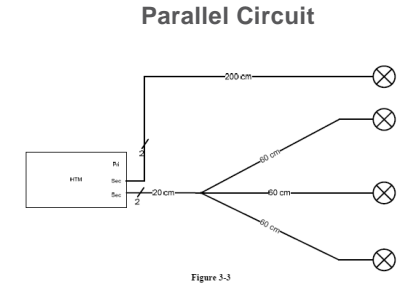 Parallel Circuit
200 cm
2
Pri
HTM
Sec
Sec
2
20 cm
60 cm
60 cm
60 cm
Figure 3-3